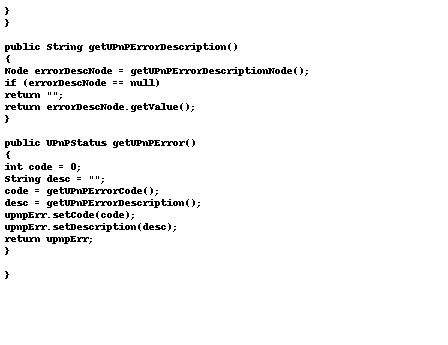 }
}
public String getUPnPErrorDescription()
{
Node errorDescNode = getUPnPErrorDescriptionNode();
if (errorDescNode == null)
return "";
return errorDescNode.getValue();
}
public UPnPStatus getUPnPError()
{
int code = 0;
String desc = "";
code = getUPnPErrorCode();
desc = getUPnPErrorDescription();
upnpErr.setCode(code);
upnpErr.setDescription(desc);
return upnpErr;
}
}